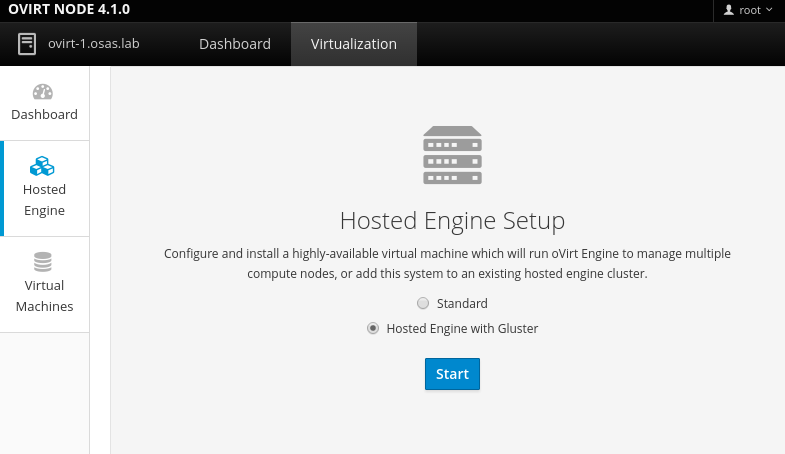 OVIRT NODE 4.1.0
root
ovirt-1.osas.lab
Dashboard
Virtualization
Dashboard
Hosted
Engine
Virtual
Machines
Hosted Engine Setup
Configure and install a highly-available virtual machine which will run oVirt Engine to manage multiple
compute nodes, or add this system to an existing hosted engine cluster.
Standard
Hosted Engine with Gluster
Start